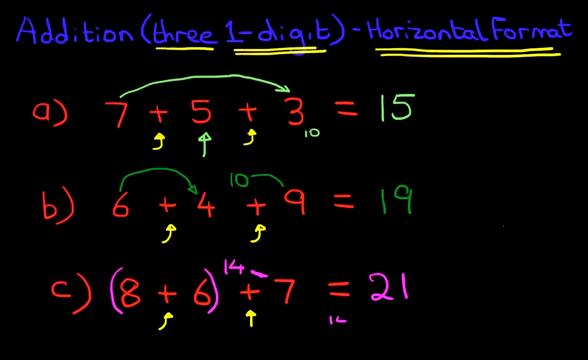 Addition (three 1-digit) - Horizontal Format
a) 7 + 5 + 3 = 15
10
10
b) 6 + 4 + 9 = 19
14
c) (8 + 6) + 7 = 21